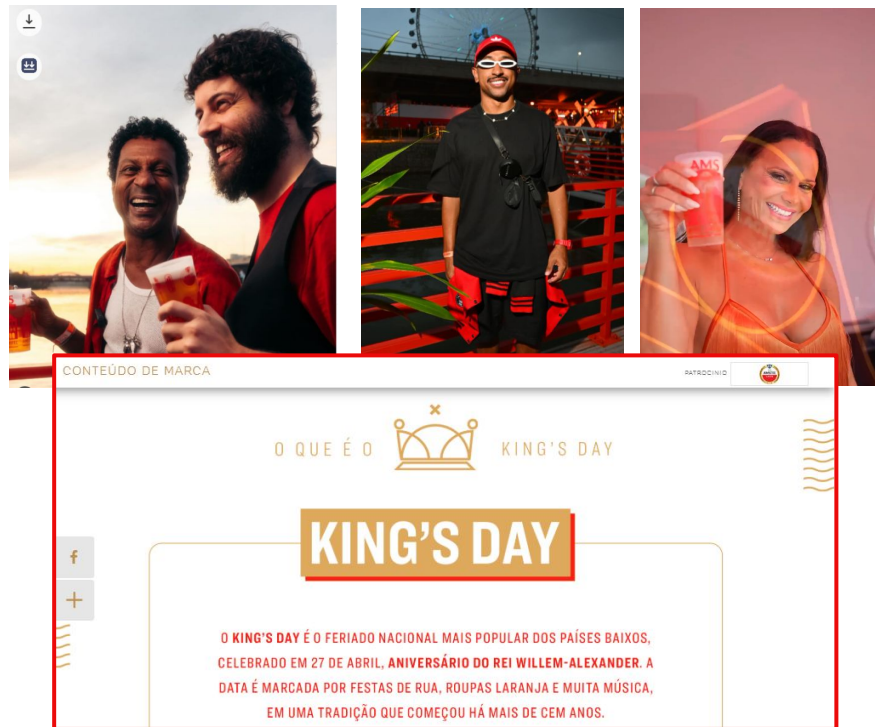 AMS
CONTEÚDO DE MARCA
PATROCINIO
O QUE É O KING'S DAY
KING'S DAY
O KING'S DAY É O FERIADO NACIONAL MAIS POPULAR DOS PAÍSES BAIXOS,
CELEBRADO EM 27 DE ABRIL, ANIVERSÁRIO DO REI WILLEM-ALEXANDER. A
DATA É MARCADA POR FESTAS DE RUA, ROUPAS LARANJA E MUITA MÚSICA,
EM UMA TRADIÇÃO QUE COMEÇOU HÁ MAIS DE CEM ANOS.